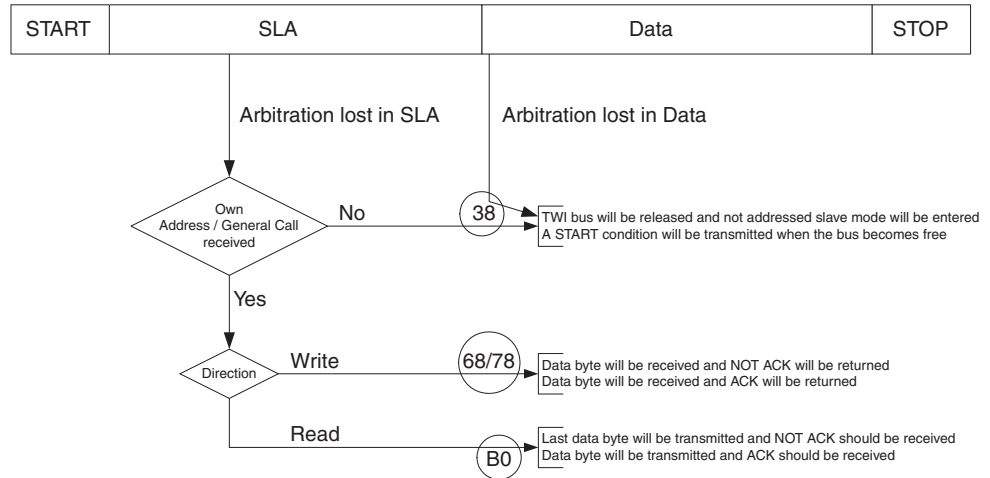 START SLA Data STOP
Arbitration lost in SLA Arbitration lost in Data
Own
Address / General Call
received
No
38
TWI bus will be released and not addressed slave mode will be entered
A START condition will be transmitted when the bus becomes free
Yes
Direction
Write
68/78
Data byte will be received and NOT ACK will be returned
Data byte will be received and ACK will be returned
Read
B0
Last data byte will be transmitted and NOT ACK should be received
Data byte will be transmitted and ACK should be received